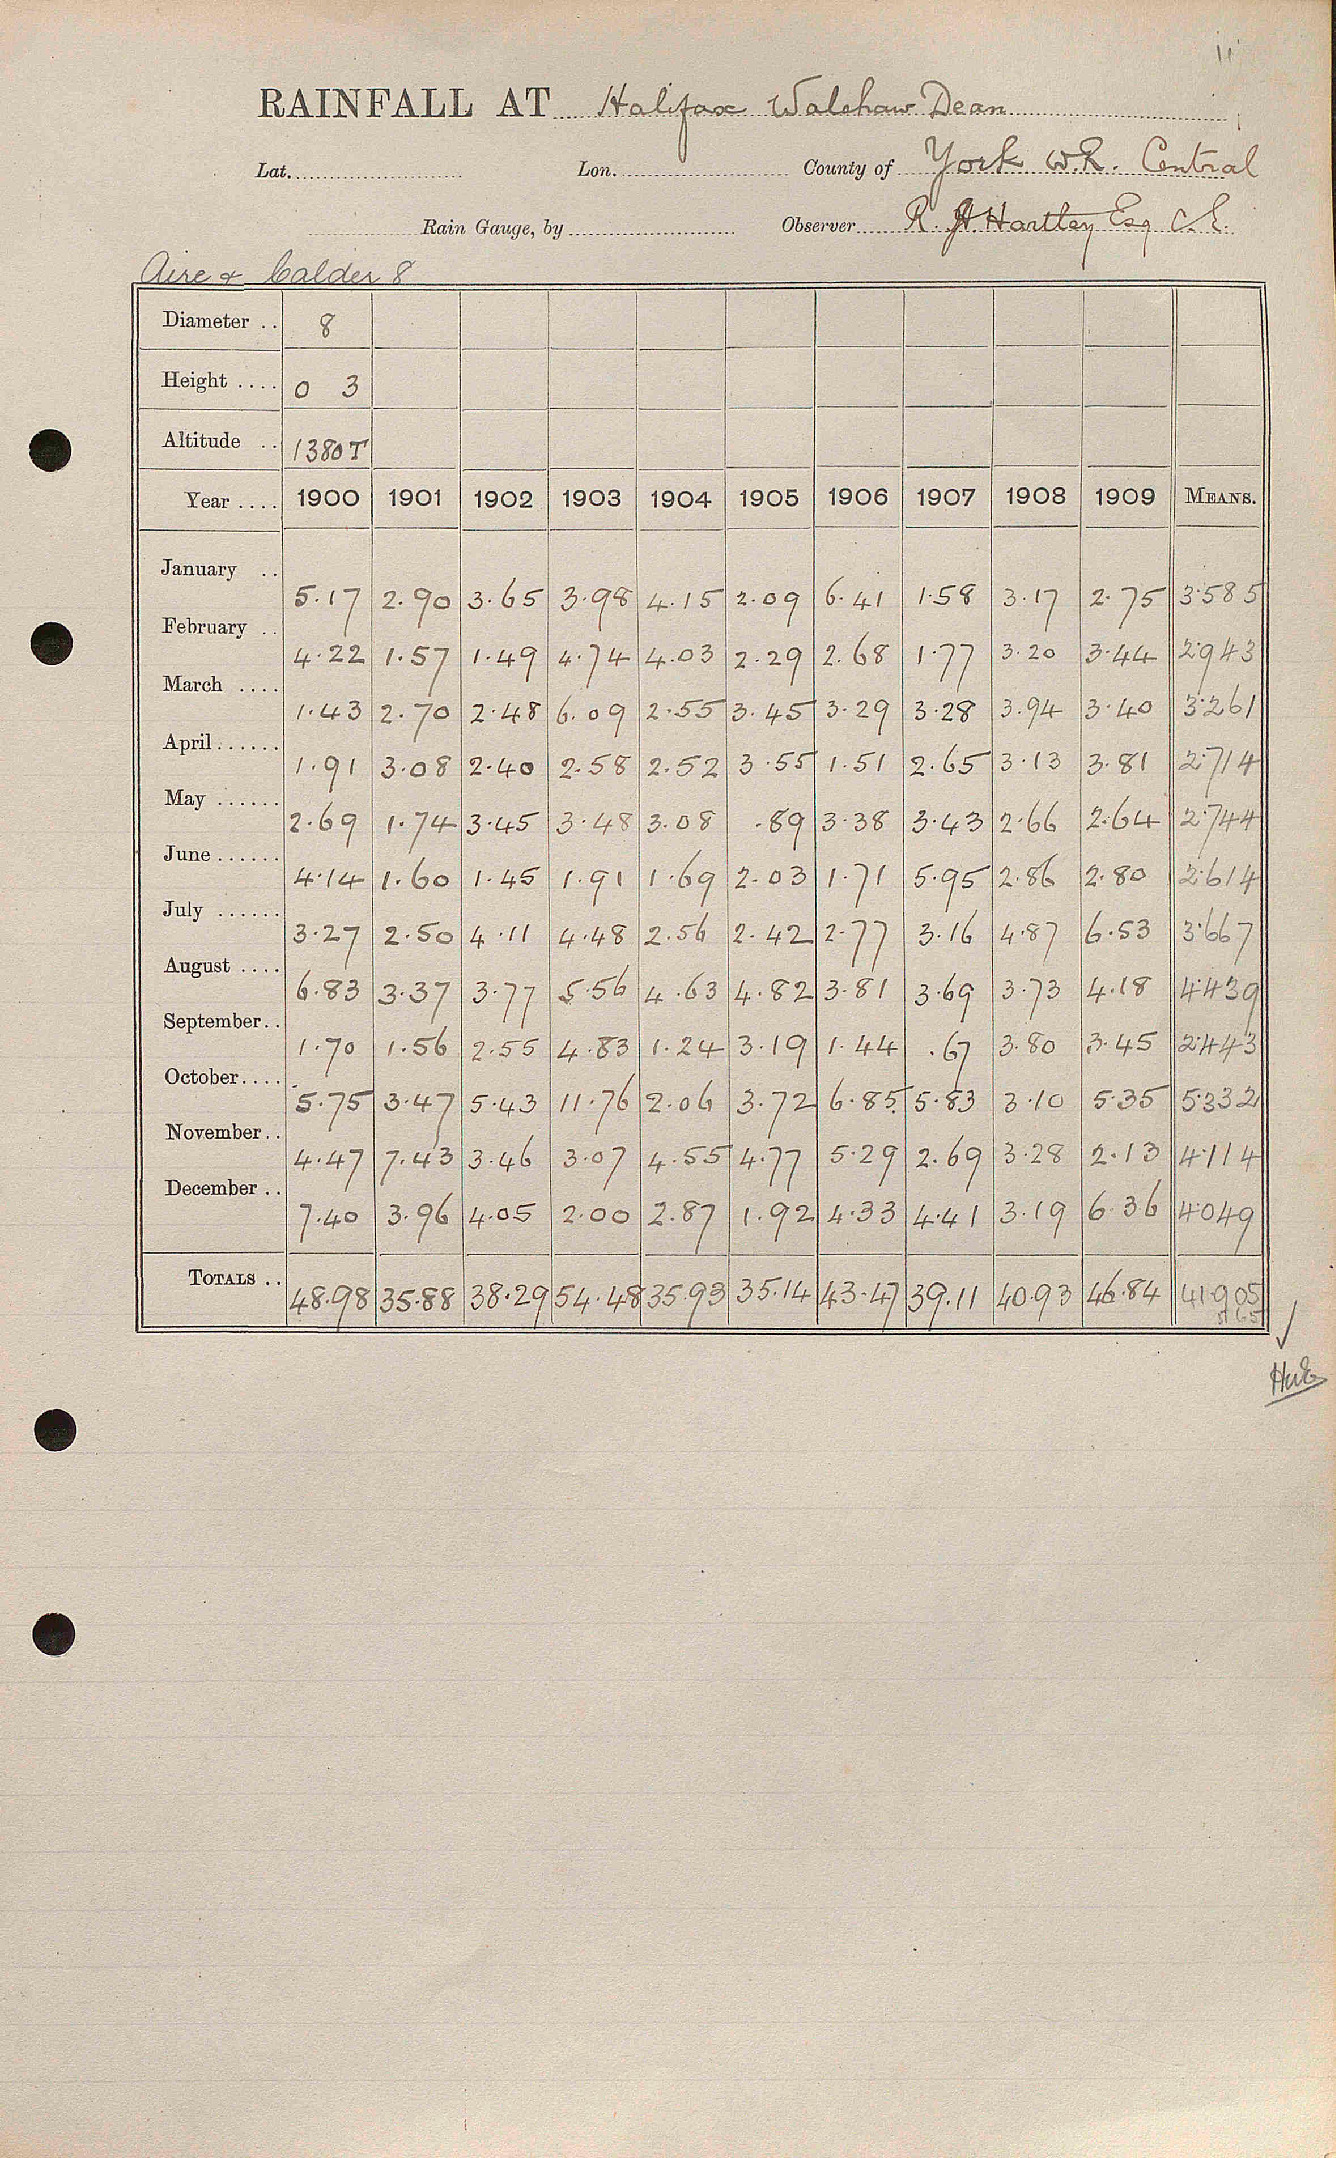 11
RAINFALL AT Halifax Walshaw Dean
Lat. Lon. County of York W.R. Central
Rain Gauge, by Observer R. H. Hartley Esq C.E.
Aire & Calder 8
Diameter .. 8
Height .... 0 3
Altitude .. 1380 T
Year .... 1900 1901 1902 1903 1904 1905 1906 1907 1908 1909 MEANS.
January .. 5.17 2.90 3.65 3.98 4.15 2.09 6.41 1.58 3.17 2.75 3.585
February .. 4.22 1.57 1.49 4.74 4.03 2.29 2.68 1.77 3.20 3.44 2.943
March .... 1.43 2.70 2.48 6.09 2.55 3.45 3.29 3.28 3.94 3.40 3.261
April ...... 1.91 3.08 2.40 2.58 2.52 3.55 1.51 2.65 3.13 3.81 2.714
May ...... 2.69 1.74 3.45 3.48 3.08 .89 3.38 3.43 2.66 2.64 2.744
June ...... 4.14 1.60 1.45 1.91 1.69 2.03 1.71 5.95 2.86 2.80 2.614
July ...... 3.27 2.50 4.11 4.48 2.56 2.42 2.77 3.16 4.87 6.53 3.667
August .... 6.83 3.37 3.77 5.56 4.63 4.82 3.81 3.69 3.73 4.18 4.439
September .. 1.70 1.56 2.55 4.83 1.24 3.19 1.44 .67 3.80 3.45 2.443
October .... 5.75 3.47 5.43 11.76 2.06 3.72 6.85 5.83 3.10 5.35 5.332
November .. 4.47 7.43 3.46 3.07 4.55 4.77 5.29 2.69 3.28 2.13 4.114
December .. 7.40 3.96 4.05 2.00 2.87 1.92 4.33 4.41 3.19 6.36 4.049
TOTALS .. 48.98 35.88 38.29 54.48 35.93 35.14 43.47 39.11 40.93 46.84 41.905